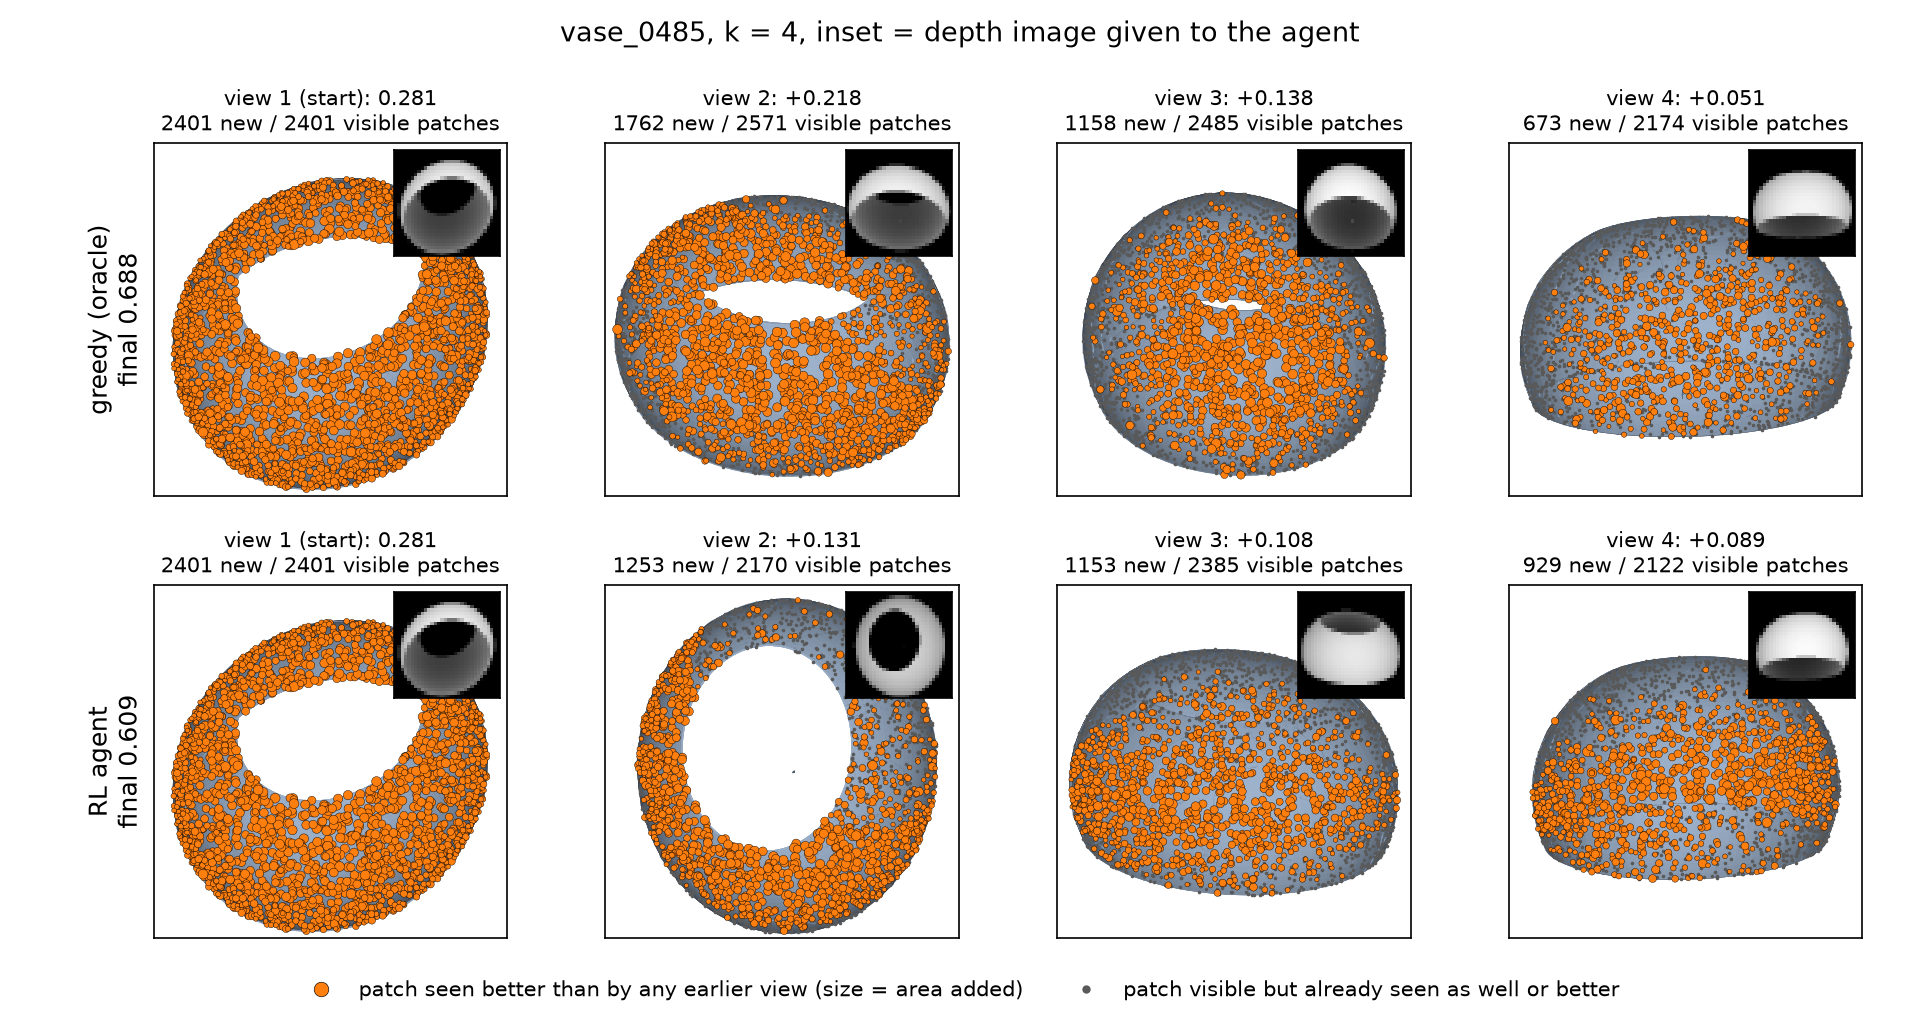 vase_0485, k = 4, inset = depth image given to the agent
view 1 (start): 0.281
2401 new / 2401 visible patches
view 2: +0.218
1762 new / 2571 visible patches
view 3: +0.138
1158 new / 2485 visible patches
view 4: +0.051
673 new / 2174 visible patches
greedy (oracle)
final 0.688
view 1 (start): 0.281
2401 new / 2401 visible patches
view 2: +0.131
1253 new / 2170 visible patches
view 3: +0.108
1153 new / 2385 visible patches
view 4: +0.089
929 new / 2122 visible patches
RL agent
final 0.609
patch seen better than by any earlier view (size = area added)
patch visible but already seen as well or better